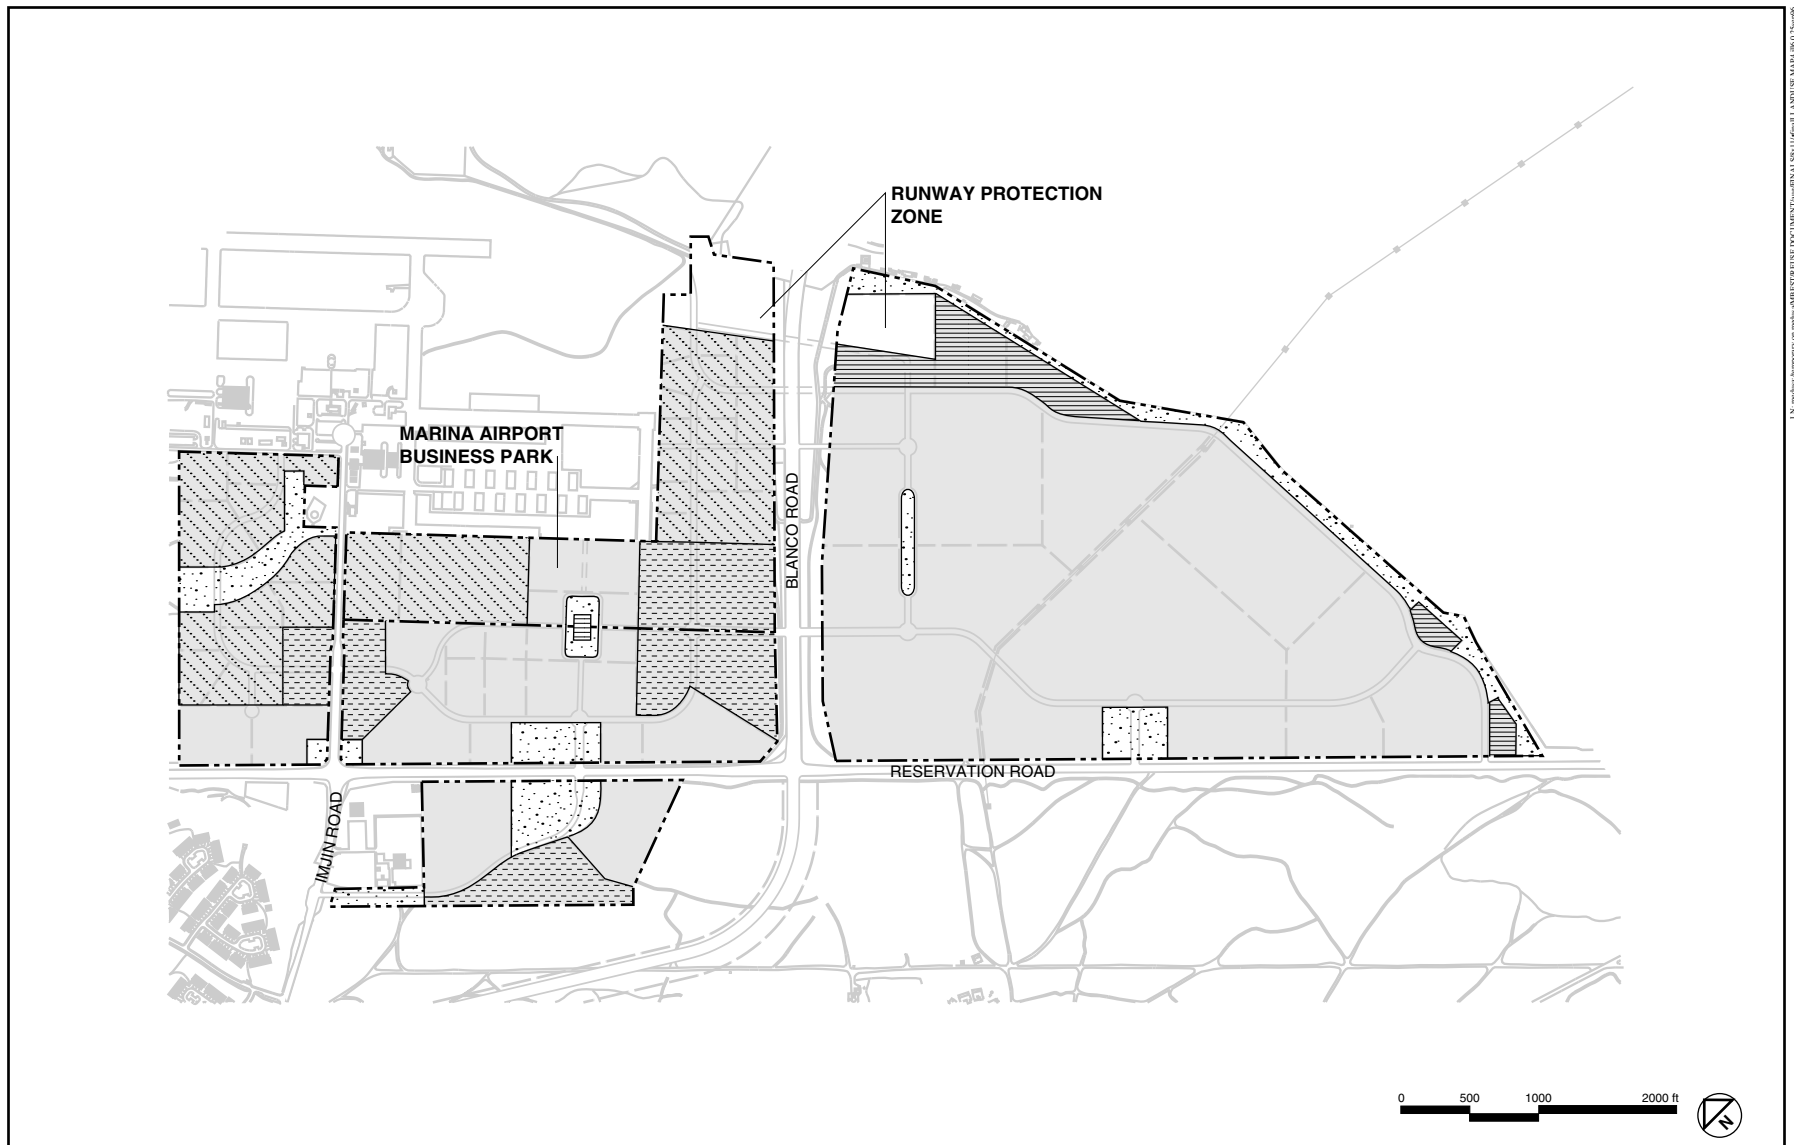 RUNWAY PROTECTION
ZONE
MARINA AIRPORT
BUSINESS PARK
BLANCO ROAD
RESERVATION ROAD
IMJIN ROAD
0 500 1000 2000 ft
N